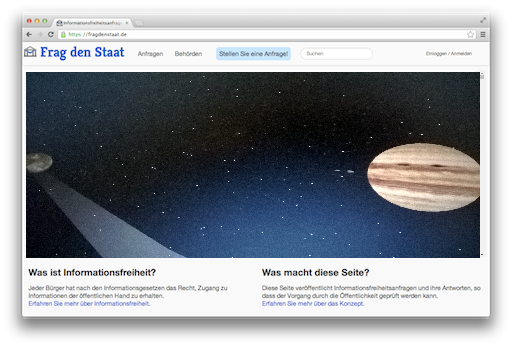 Informationsfreiheitsanfragen
https://fragdenstaat.de
Frag den Staat Anfragen Behörden Stellen Sie eine Anfrage! Suchen Einloggen / Anmelden
Was ist Informationsfreiheit?
Jeder Bürger hat nach den Informationsgesetzen das Recht, Zugang zu
Informationen der öffentlichen Hand zu erhalten.
Erfahren Sie mehr über Informationsfreiheit.
Was macht diese Seite?
Diese Seite veröffentlicht Informationsfreiheitsanfragen und ihre Antworten, so
dass der Vorgang durch die Öffentlichkeit geprüft werden kann.
Erfahren Sie mehr über das Konzept.